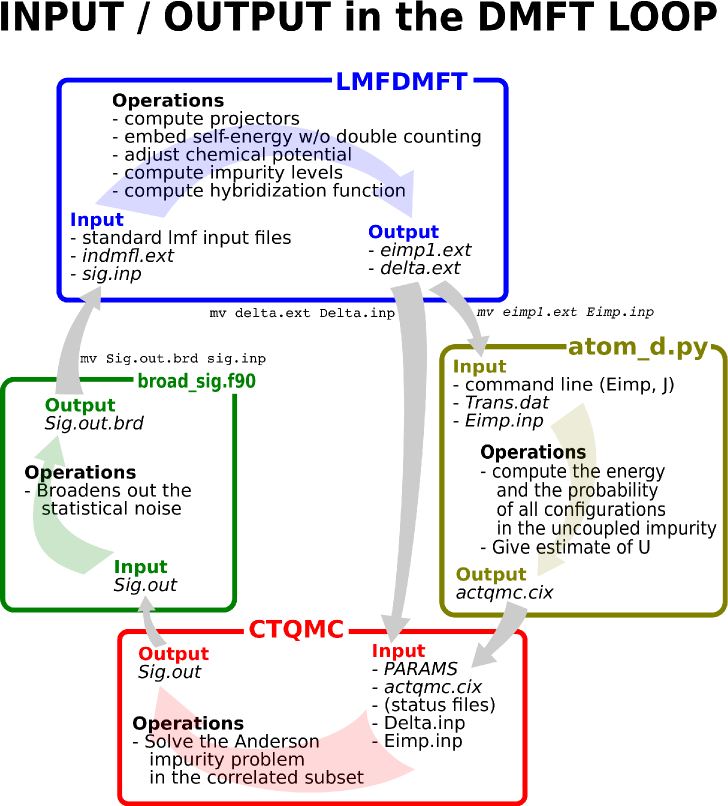 INPUT / OUTPUT in the DMFT LOOP
LMFDMFT
Operations
- compute projectors
- embed self-energy w/o double counting
- adjust chemical potential
- compute impurity levels
- compute hybridization function
Input
- standard lmf input files
- indmfl.ext
- sig.inp
Output
- eimp1.ext
- delta.ext
mv delta.ext Delta.inp
mv eimp1.ext Eimp.inp
mv Sig.out.brd sig.inp
atom_d.py
Input
- command line (Eimp, J)
- Trans.dat
- Eimp.inp
Operations
- compute the energy
and the probability
of all configurations
in the uncoupled impurity
- Give estimate of U
Output
actqmc.cix
broad_sig.f90
Output
Sig.out.brd
Operations
- Broadens out the
statistical noise
Input
Sig.out
CTQMC
Output
Sig.out
Input
- PARAMS
- actqmc.cix
- (status files)
- Delta.inp
- Eimp.inp
Operations
- Solve the Anderson
impurity problem
in the correlated subset